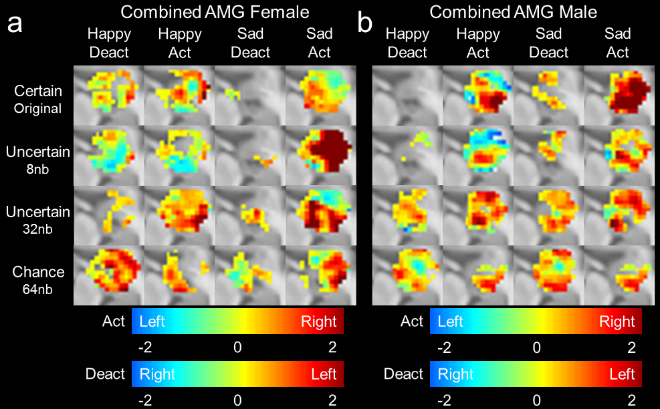 a Combined AMG Female
Happy Deact Happy Act Sad Deact Sad Act
b Combined AMG Male
Happy Deact Happy Act Sad Deact Sad Act
Certain
Original
Uncertain
8nb
Uncertain
32nb
Chance
64nb
Act Left Right
-2 0 2
Deact Right Left
-2 0 2
Act Left Right
-2 0 2
Deact Right Left
-2 0 2